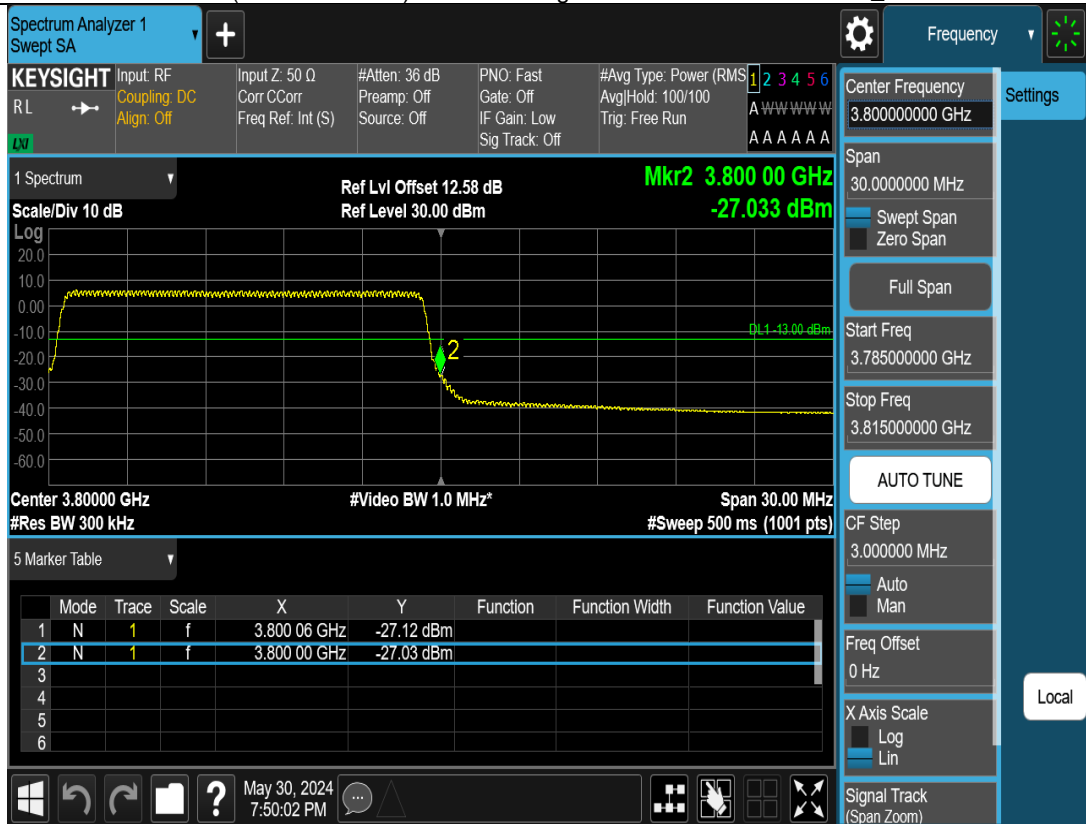 Spectrum Analyzer 1
Swept SA
+
Frequency
KEYSIGHT
RL
LXI
Input: RF
Coupling: DC
Align: Off
Input Z: 50 Ω
Corr CCorr
Freq Ref: Int (S)
#Atten: 36 dB
Preamp: Off
Source: Off
PNO: Fast
Gate: Off
IF Gain: Low
Sig Track: Off
#Avg Type: Power (RMS
Avg|Hold: 100/100
Trig: Free Run
1 2 3 4 5 6
A W W W W W
A A A A A A
1 Spectrum
Scale/Div 10 dB
Ref Lvl Offset 12.58 dB
Ref Level 30.00 dBm
Mkr2 3.800 00 GHz
-27.033 dBm
Log
20.0
10.0
0.00
-10.0
-20.0
-30.0
-40.0
-50.0
-60.0
DL1 -13.00 dBm
2
Center 3.80000 GHz
#Video BW 1.0 MHz*
Span 30.00 MHz
#Res BW 300 kHz
#Sweep 500 ms (1001 pts)
5 Marker Table
Mode Trace Scale X Y Function Function Width Function Value
1 N 1 f 3.800 06 GHz -27.12 dBm
2 N 1 f 3.800 00 GHz -27.03 dBm
3
4
5
6
?
May 30, 2024
7:50:02 PM
Center Frequency
3.800000000 GHz
Settings
Span
30.0000000 MHz
Swept Span
Zero Span
Full Span
Start Freq
3.785000000 GHz
Stop Freq
3.815000000 GHz
AUTO TUNE
CF Step
3.000000 MHz
Auto
Man
Freq Offset
0 Hz
Local
X Axis Scale
Log
Lin
Signal Track
(Span Zoom)